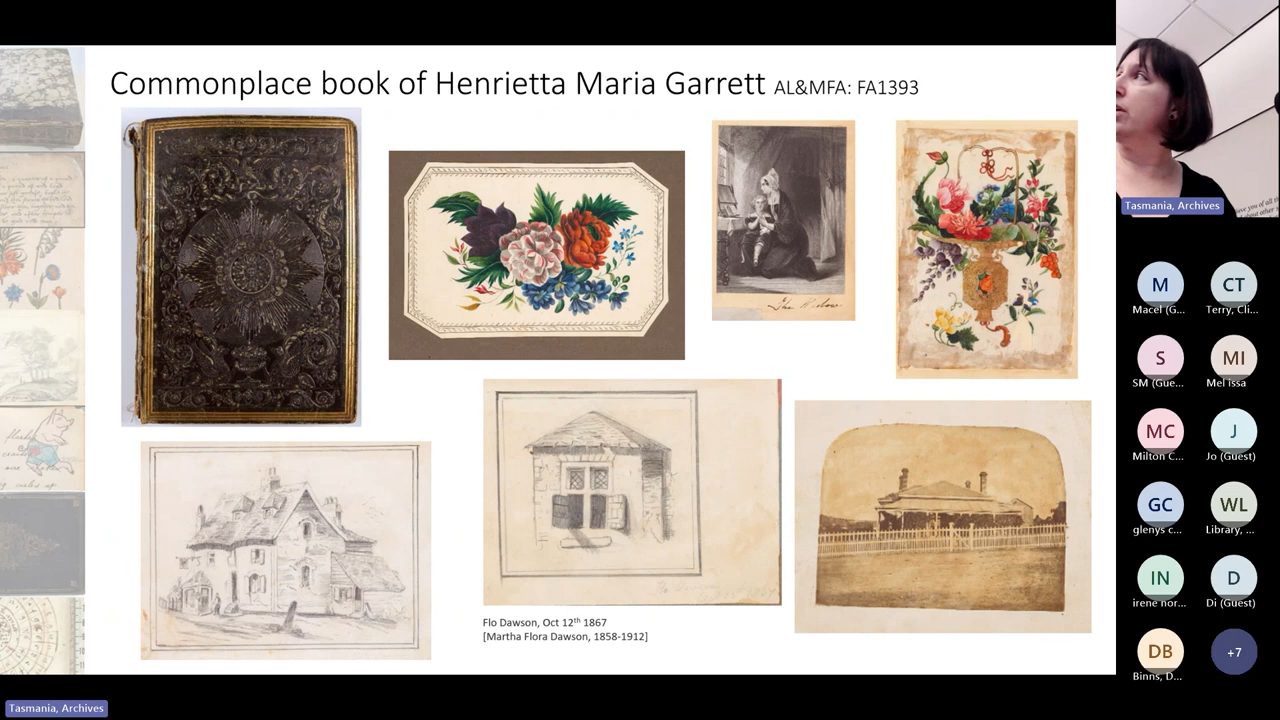 Commonplace book of Henrietta Maria Garrett AL&MFA: FA1393
The Widow
Flo Dawson, Oct 12th 1867
[Martha Flora Dawson, 1858-1912]
Tasmania, Archives
M
Macel (G...
CT
Terry, Cli...
S
SM (Gue...
MI
Mel issa
MC
Milton C...
J
Jo (Guest)
GC
glenys c...
WL
Library, ...
IN
irene nor...
D
Di (Guest)
DB
Binns, D...
+7
Tasmania, Archives